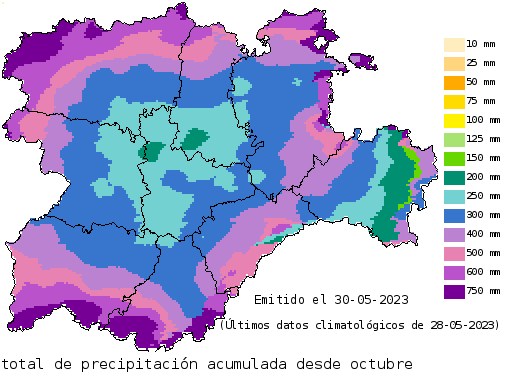 10 mm
25 mm
50 mm
75 mm
100 mm
125 mm
150 mm
200 mm
250 mm
300 mm
400 mm
500 mm
600 mm
750 mm
Emitido el 30-05-2023
(Últimos datos climatológicos de 28-05-2023)
total de precipitación acumulada desde octubre